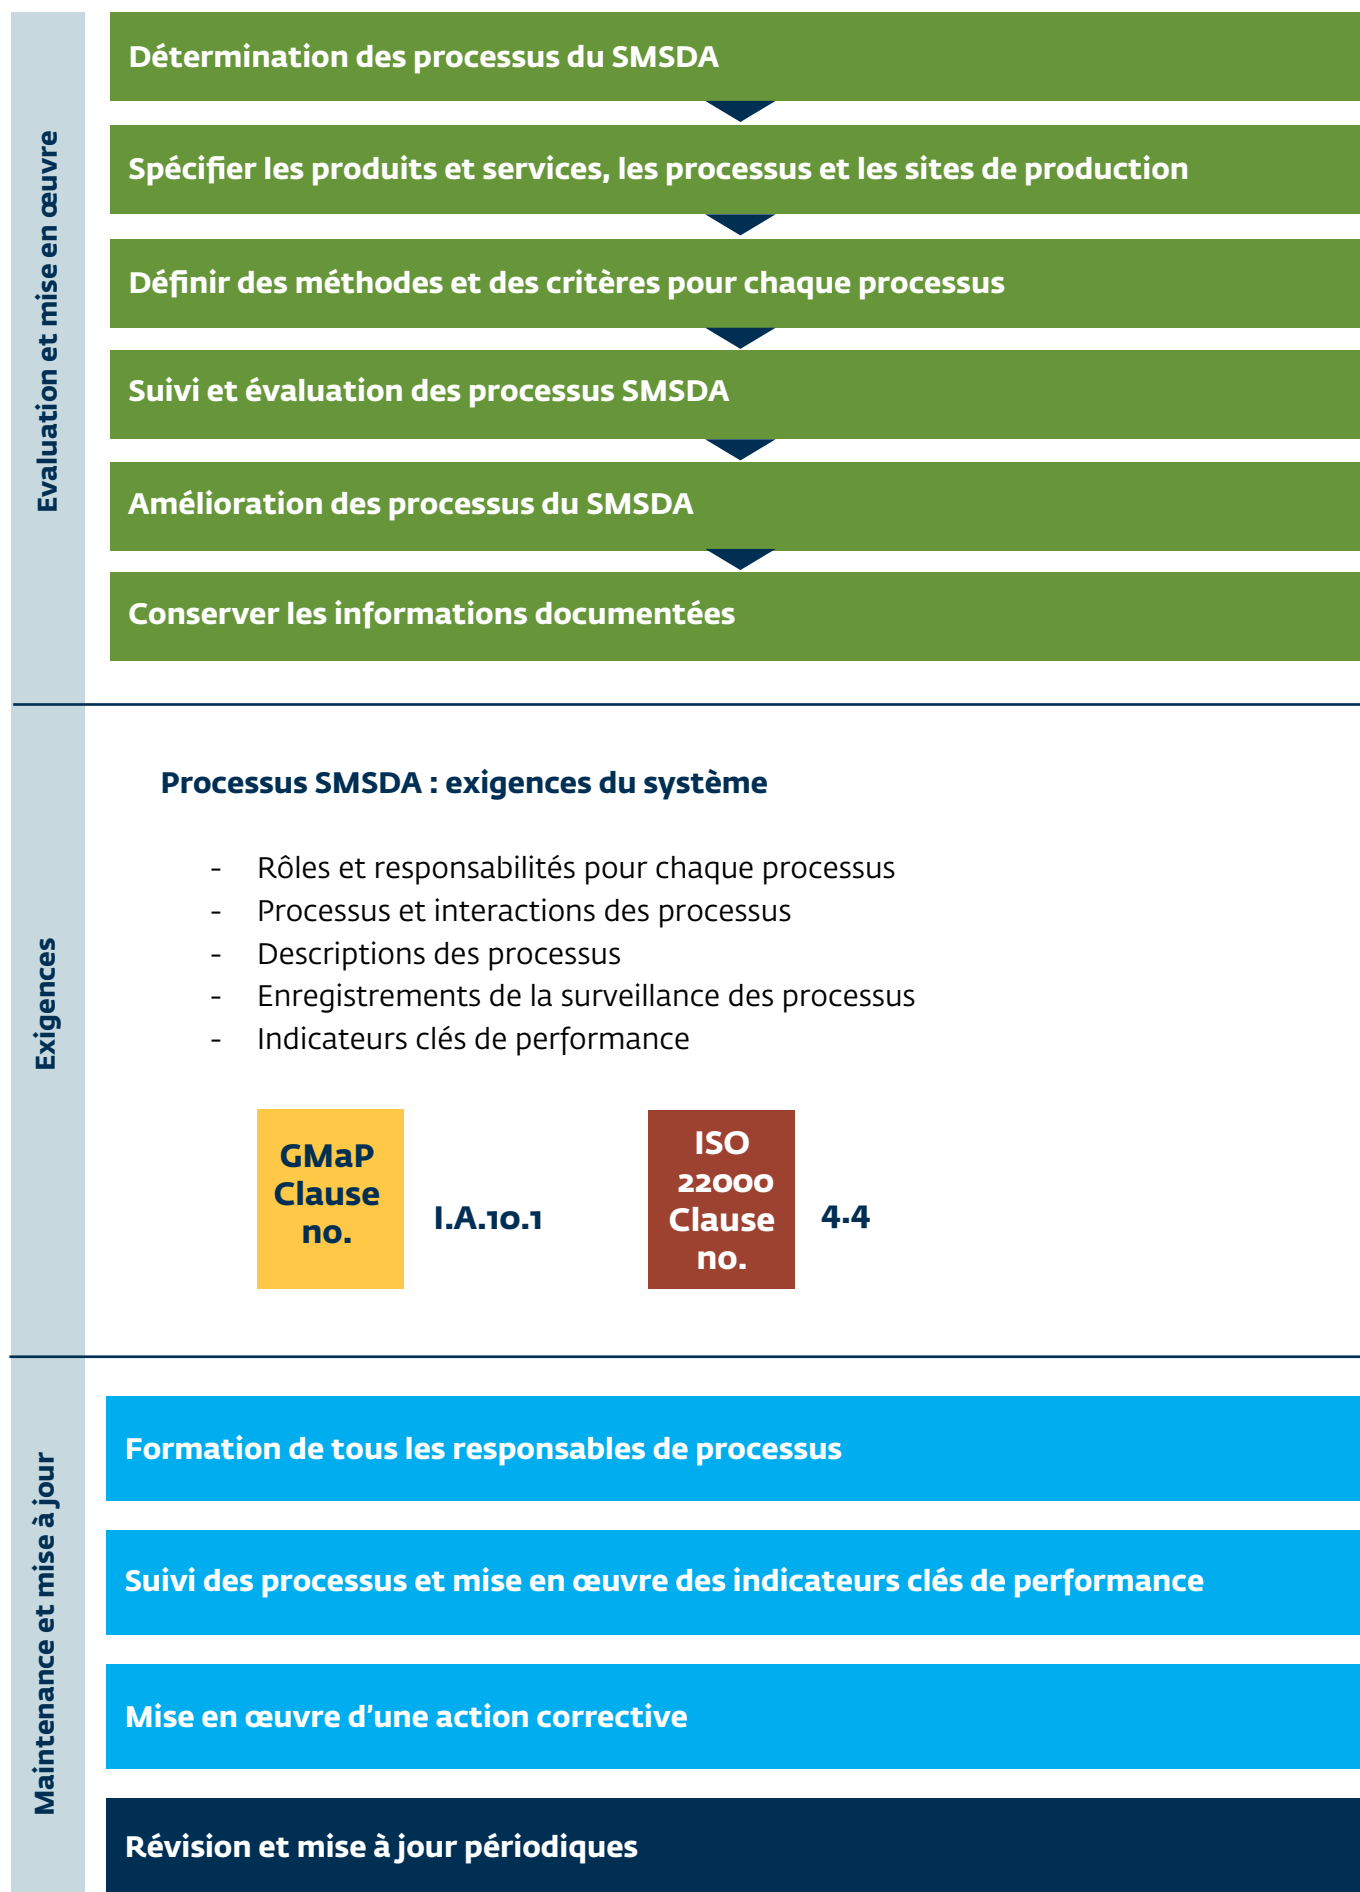 Evaluation et mise en œuvre
Détermination des processus du SMSDA
Spécifier les produits et services, les processus et les sites de production
Définir des méthodes et des critères pour chaque processus
Suivi et évaluation des processus SMSDA
Amélioration des processus du SMSDA
Conserver les informations documentées
Exigences
Processus SMSDA : exigences du système
- Rôles et responsabilités pour chaque processus
- Processus et interactions des processus
- Descriptions des processus
- Enregistrements de la surveillance des processus
- Indicateurs clés de performance
GMaP
Clause
no.
I.A.10.1
ISO
22000
Clause
no.
4.4
Maintenance et mise à jour
Formation de tous les responsables de processus
Suivi des processus et mise en œuvre des indicateurs clés de performance
Mise en œuvre d'une action corrective
Révision et mise à jour périodiques